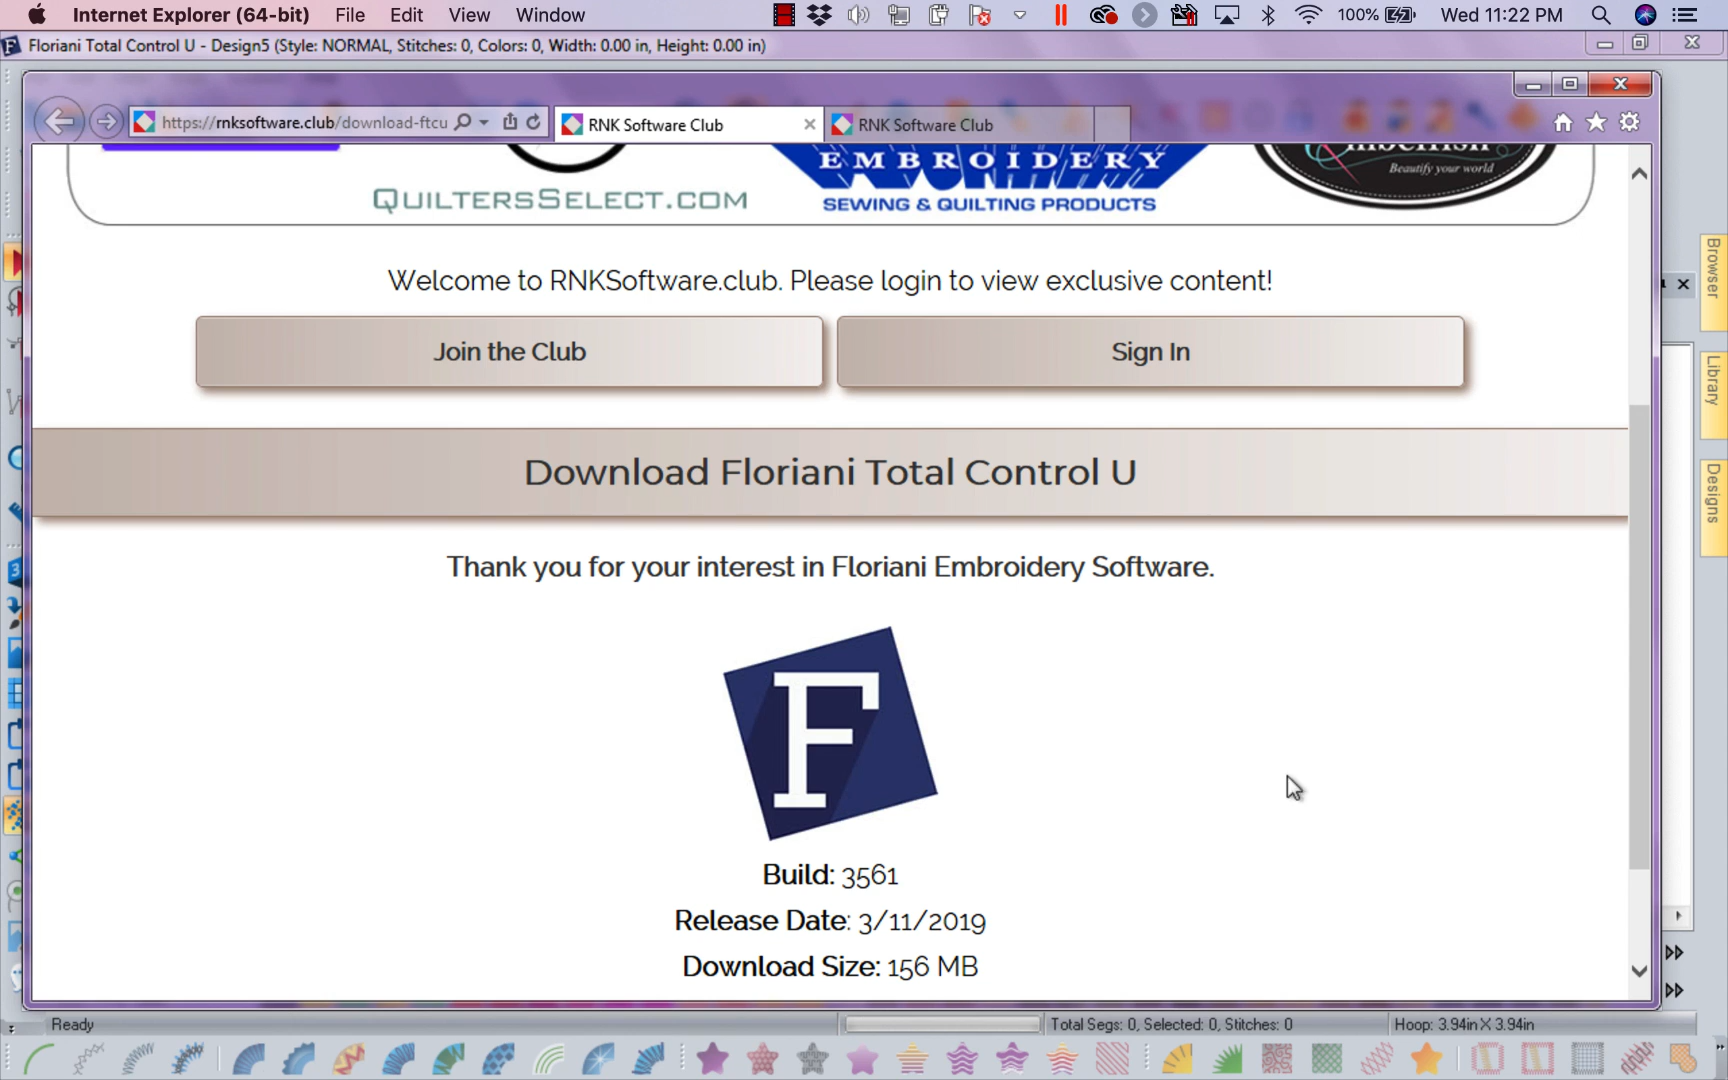 Internet Explorer (64-bit) File Edit View Window 100% Wed 11:22 PM
Floriani Total Control U - Design5 (Style: NORMAL, Stitches: 0, Colors: 0, Width: 0.00 in, Height: 0.00 in)
https://rnksoftware.club/download-ftcu RNK Software Club RNK Software Club
QUILTERSSELECT.COM
EMBROIDERY
SEWING & QUILTING PRODUCTS
Beautify your world
Welcome to RNKSoftware.club. Please login to view exclusive content!
Join the Club Sign In
Download Floriani Total Control U
Thank you for your interest in Floriani Embroidery Software.
F
Build: 3561
Release Date: 3/11/2019
Download Size: 156 MB
Browser
Library
Designs
Ready Total Segs: 0, Selected: 0, Stitches: 0 Hoop: 3.94in X 3.94in